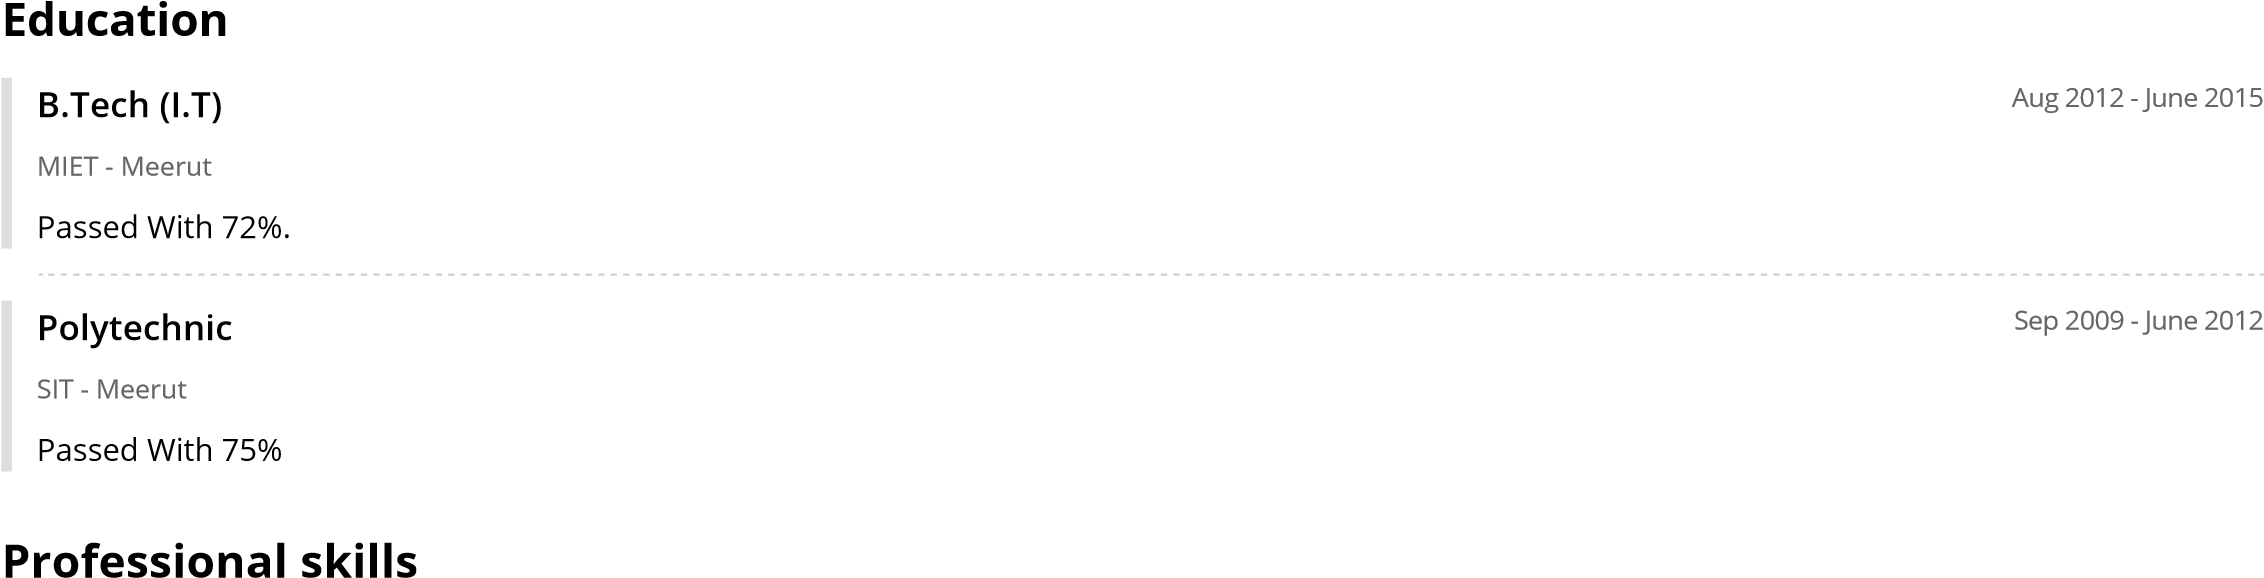 Education
B.Tech (I.T)
Aug 2012 - June 2015
MIET - Meerut
Passed With 72%.
Polytechnic
Sep 2009 - June 2012
SIT - Meerut
Passed With 75%
Professional skills